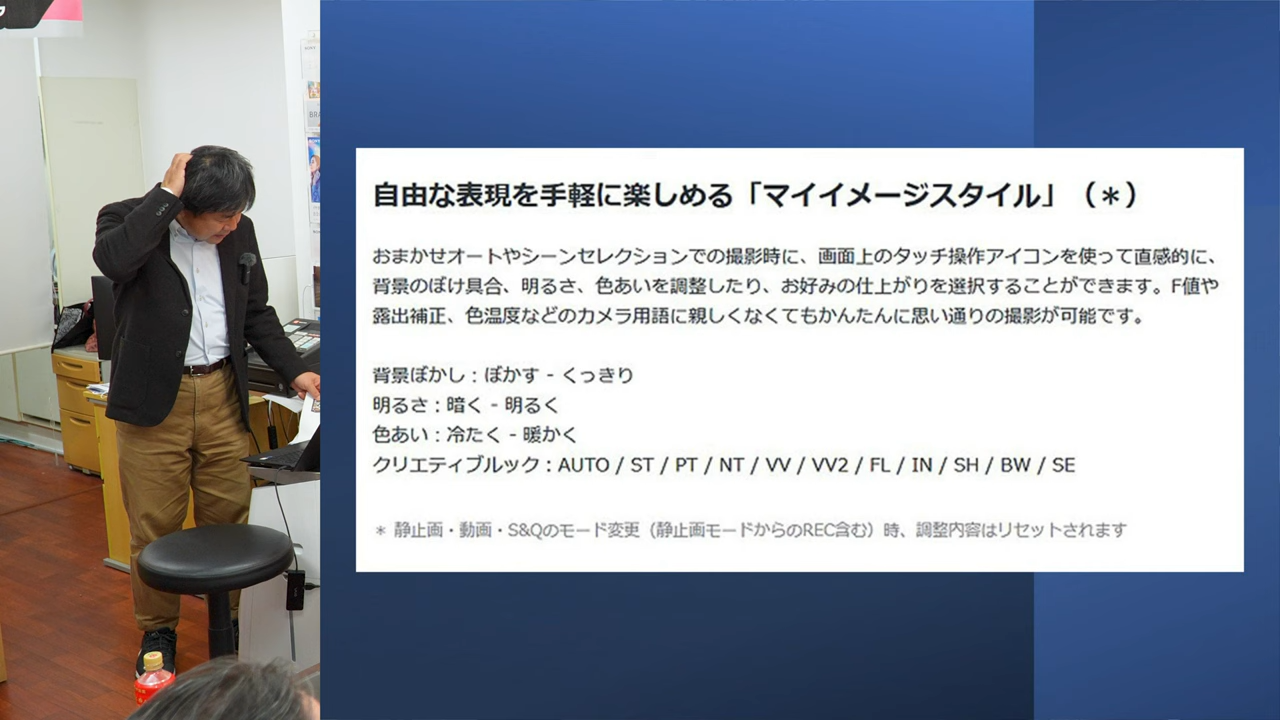 自由な表現を手軽に楽しめる「マイイメージスタイル」（＊）
おまかせオートやシーンセレクションでの撮影時に、画面上のタッチ操作アイコンを使って直感的に、
背景のぼけ具合、明るさ、色あいを調整したり、お好みの仕上がりを選択することができます。F値や
露出補正、色温度などのカメラ用語に親しくなくてもかんたんに思い通りの撮影が可能です。
背景ぼかし：ぼかす - くっきり
明るさ：暗く - 明るく
色あい：冷たく - 暖かく
クリエティブルック：AUTO / ST / PT / NT / VV / VV2 / FL / IN / SH / BW / SE
＊ 静止画・動画・S&Qのモード変更（静止画モードからのREC含む）時、調整内容はリセットされます